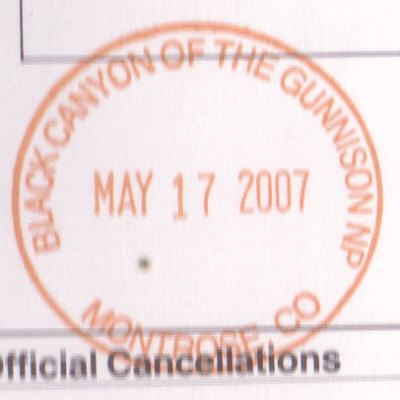 BLACK CANYON OF THE GUNNISON NP
MAY 17 2007
MONTROSE CO
Official Cancellations